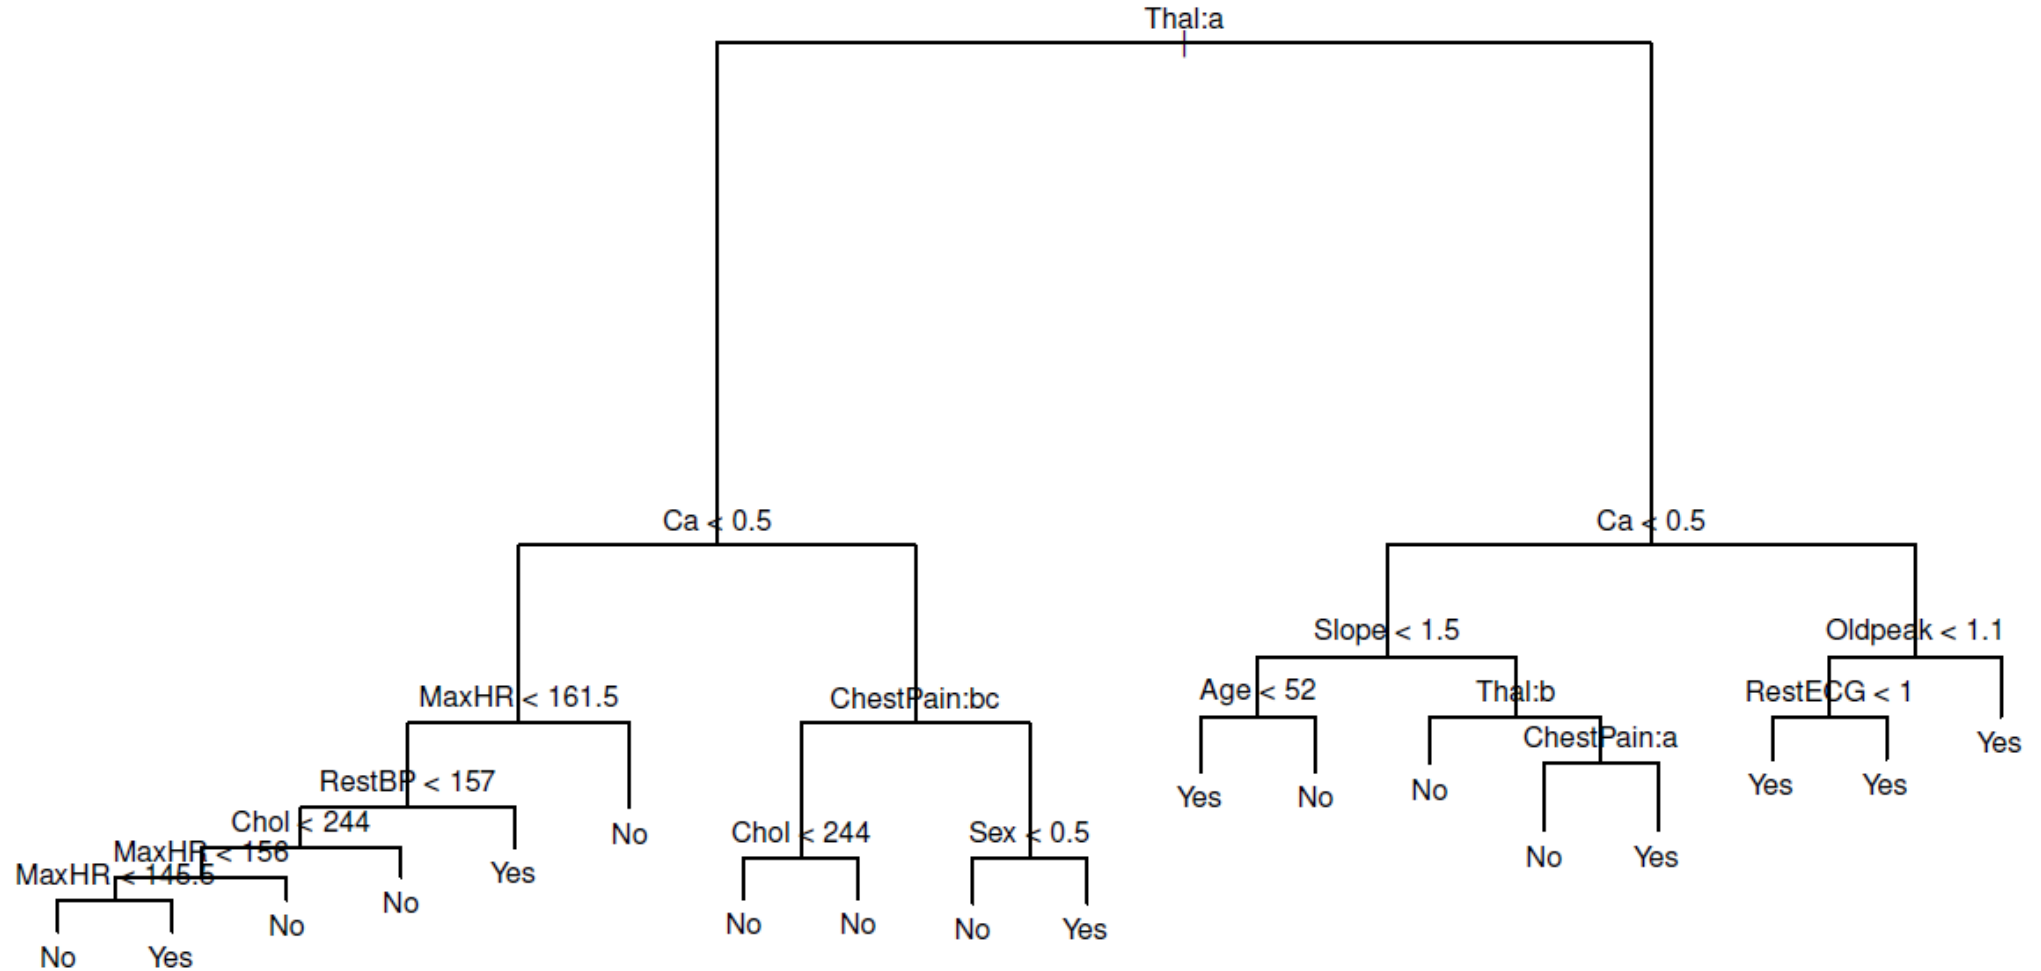 Thal:a
Ca < 0.5
Ca < 0.5
Slope < 1.5
Oldpeak < 1.1
MaxHR < 161.5
ChestPain:bc
Age < 52
Thal:b
RestECG < 1
ChestPain:a
Yes
RestBP < 157
Yes
No
No
Yes
Yes
Chol < 244
No
Chol < 244
Sex < 0.5
MaxHR < 156
No
Yes
MaxHR < 145.5
Yes
No
No
No
No
No
Yes
No
Yes